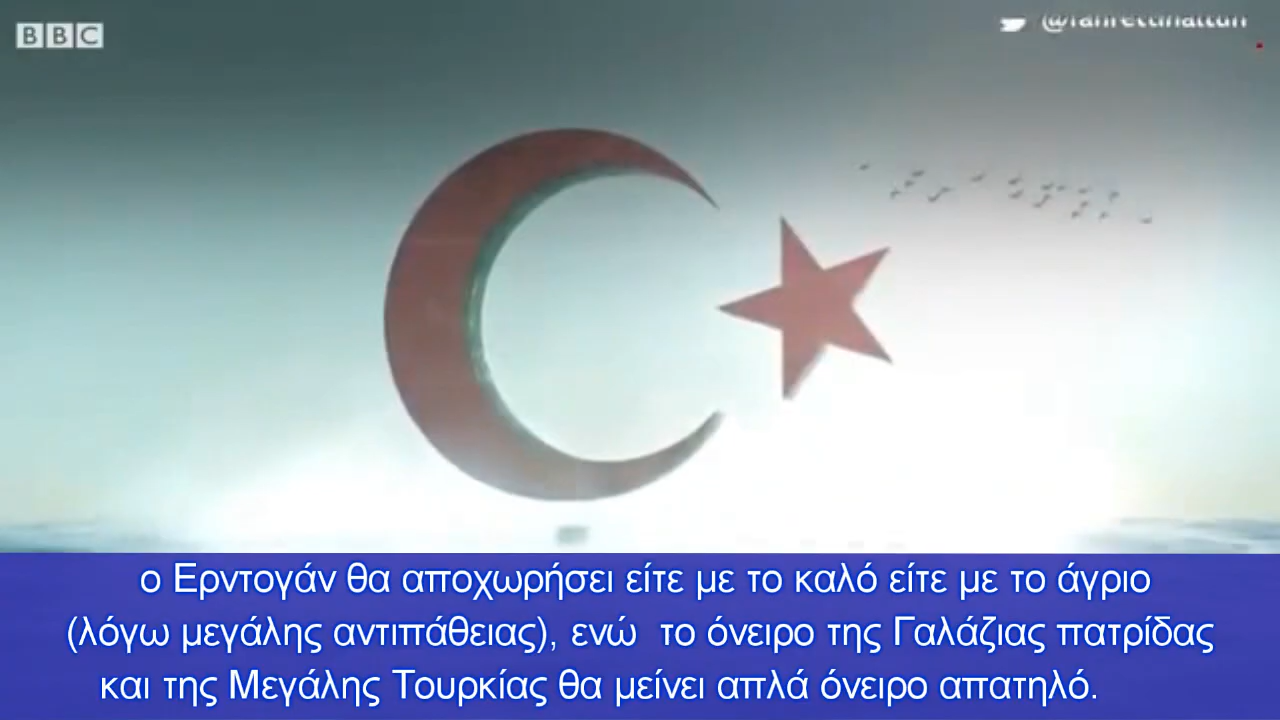 BBC
ο Ερντογάν θα αποχωρήσει είτε με το καλό είτε με το άγριο
(λόγω μεγάλης αντιπάθειας), ενώ το όνειρο της Γαλάζιας πατρίδας
και της Μεγάλης Τουρκίας θα μείνει απλά όνειρο απατηλό.